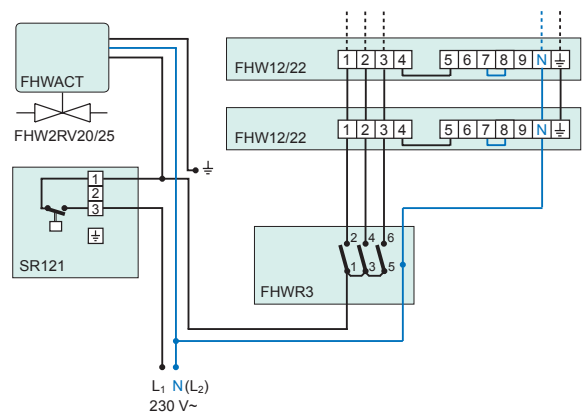 FHWACT
FHW2RV20/25
FHW12/22
1 2 3 4 5 6 7 8 9 N
FHW12/22
1 2 3 4 5 6 7 8 9 N
1
2
3
SR121
2 4 6
1 3 5
FHWR3
L₁ N (L₂)
230 V~